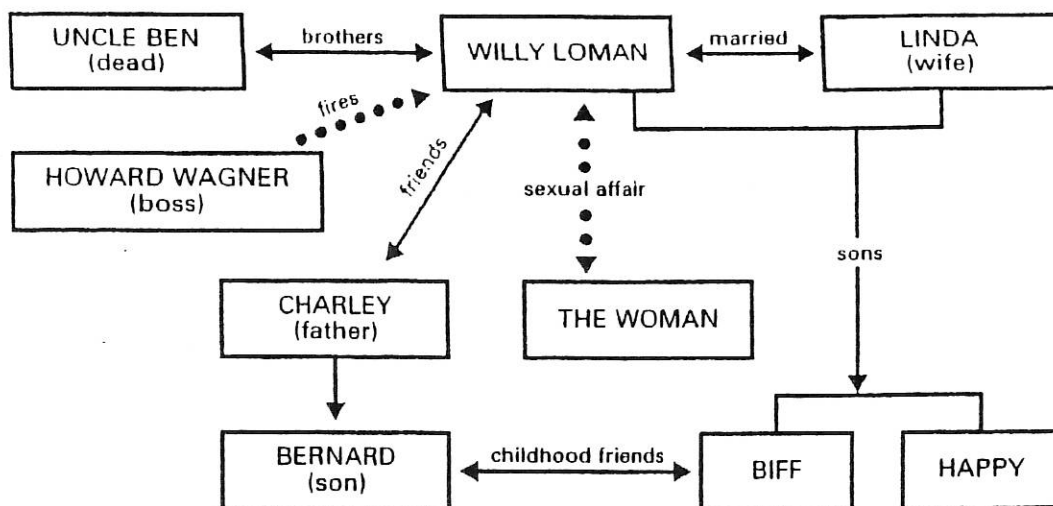 UNCLE BEN
(dead)
brothers
WILLY LOMAN
married
LINDA
(wife)
fires
HOWARD WAGNER
(boss)
friends
sexual affair
sons
CHARLEY
(father)
THE WOMAN
BERNARD
(son)
childhood friends
BIFF
HAPPY